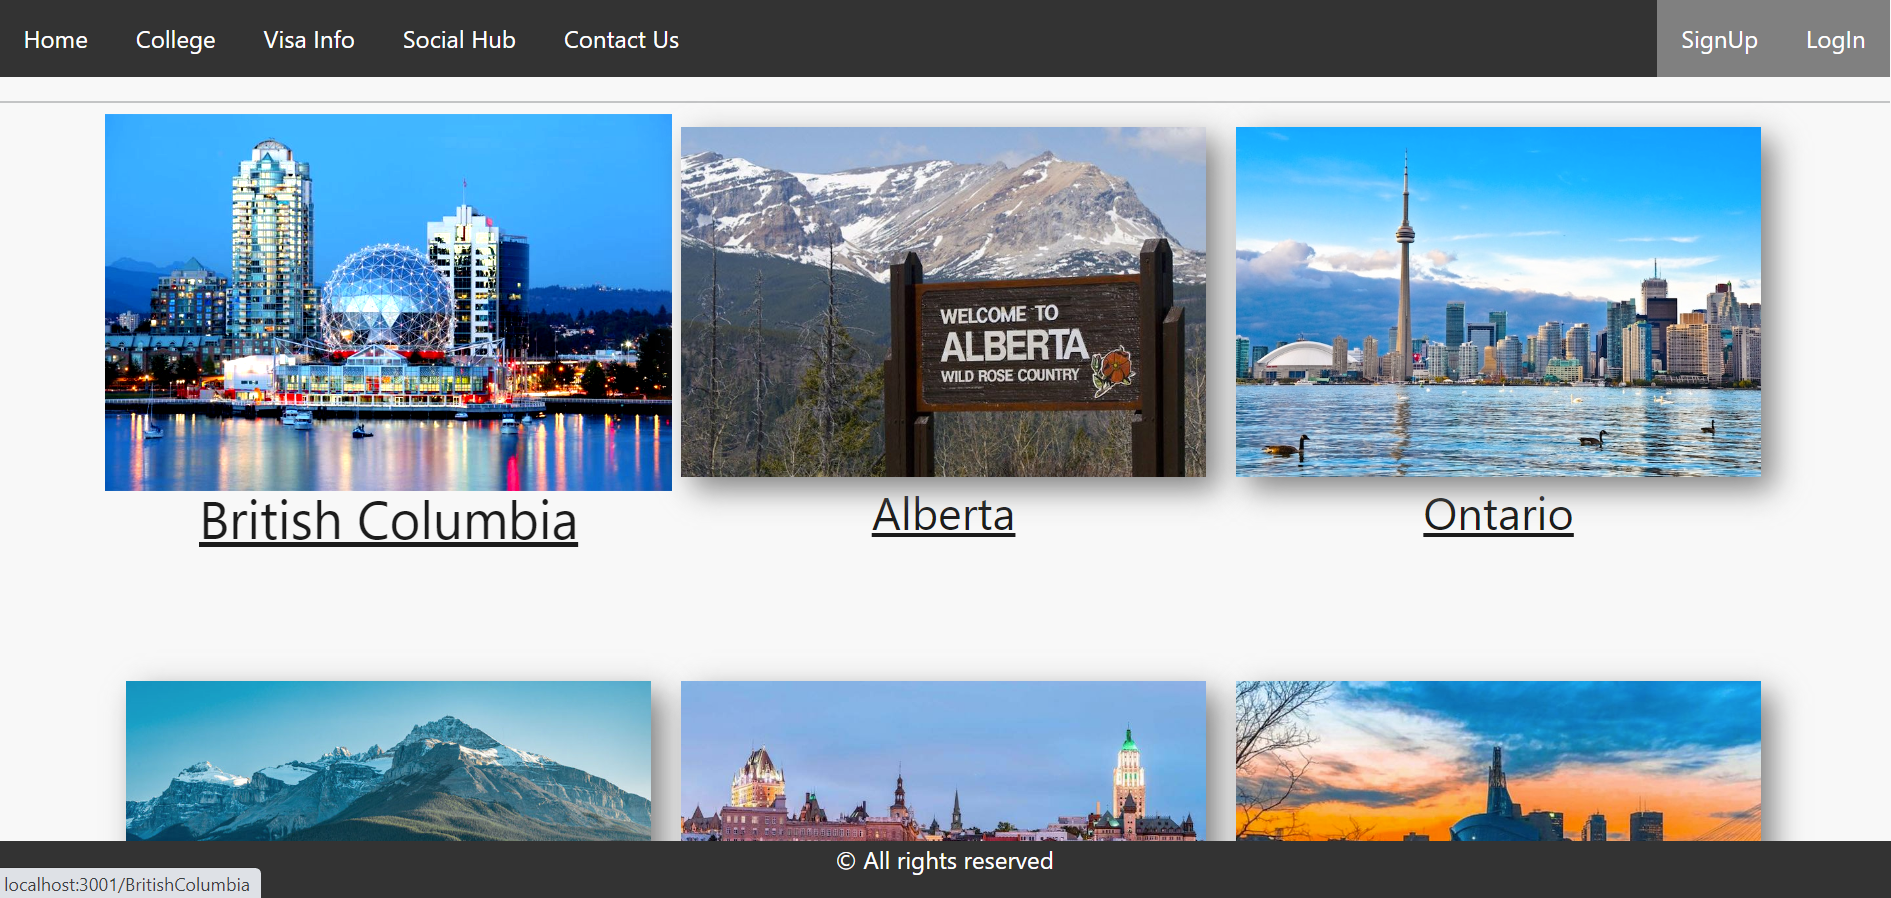 Home College Visa Info Social Hub Contact Us SignUp LogIn
WELCOME TO
ALBERTA
WILD ROSE COUNTRY
British Columbia Alberta Ontario
© All rights reserved
localhost:3001/BritishColumbia